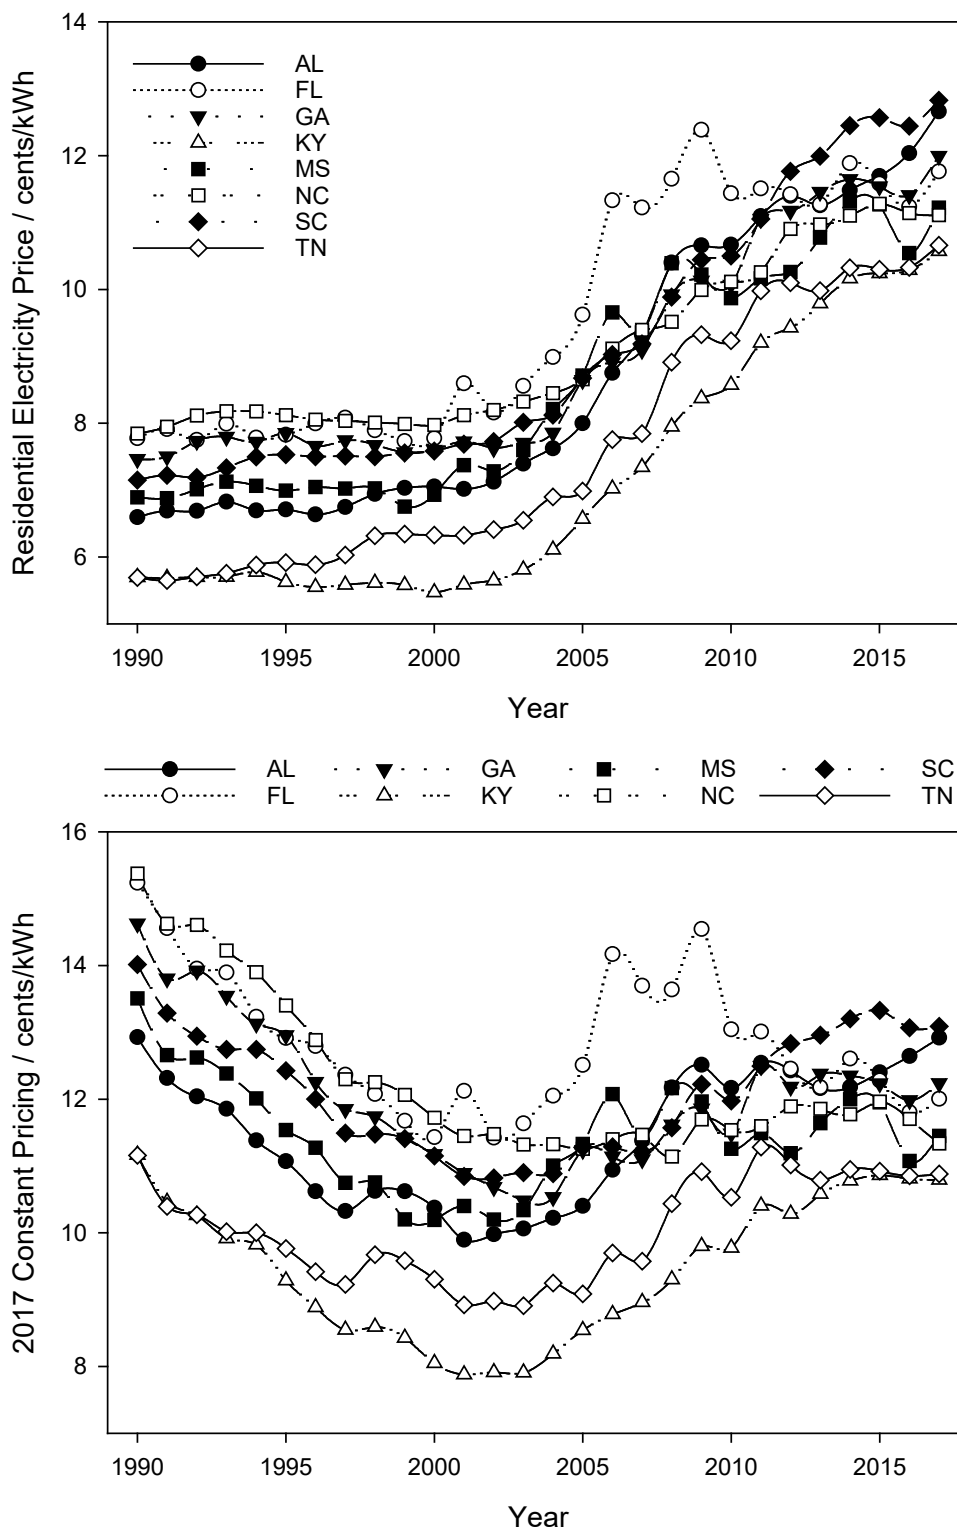 14
12
10
8
6
Residential Electricity Price / cents/kWh
AL
FL
GA
KY
MS
NC
SC
TN
1990 1995 2000 2005 2010 2015
Year
AL GA MS SC
FL KY NC TN
16
14
12
10
8
2017 Constant Pricing / cents/kWh
1990 1995 2000 2005 2010 2015
Year